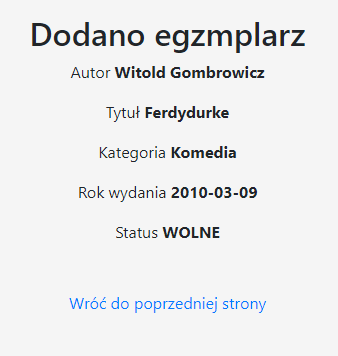 Dodano egzmplarz
Autor Witold Gombrowicz
Tytuł Ferdydurke
Kategoria Komedia
Rok wydania 2010-03-09
Status WOLNE
Wróć do poprzedniej strony